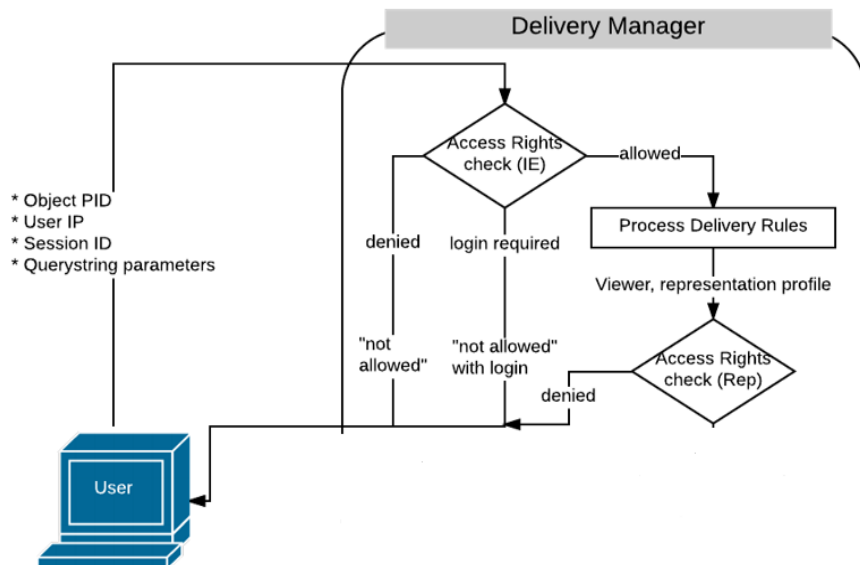 Delivery Manager
Access Rights
check (IE)
allowed
* Object PID
* User IP
* Session ID
* Querystring parameters
denied
login required
Process Delivery Rules
Viewer, representation profile
"not
allowed"
"not allowed"
with login
Access Rights
check (Rep)
denied
User